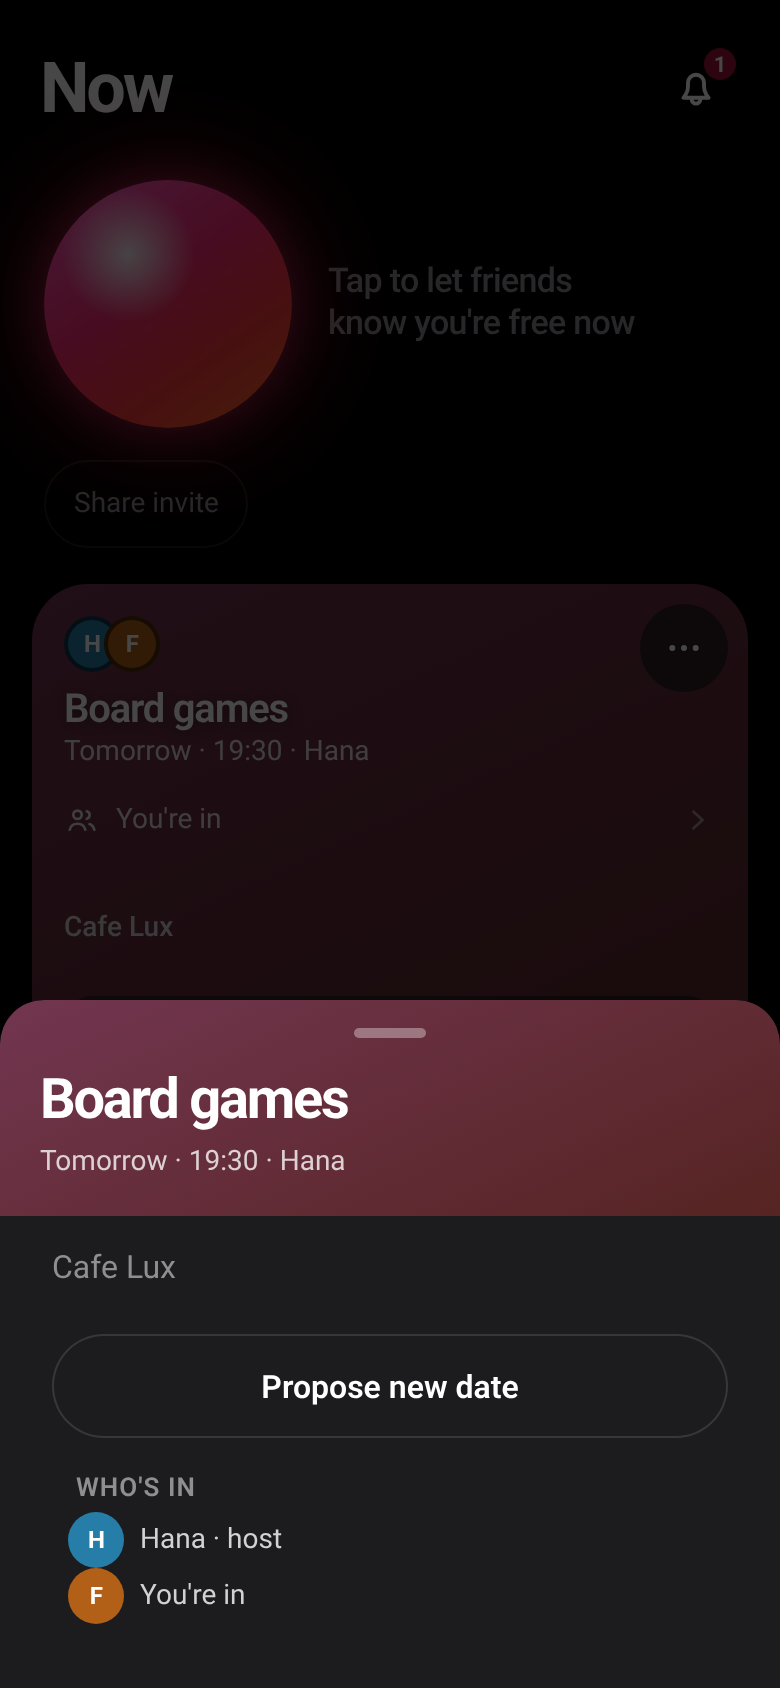 Now
1
Tap to let friends
know you're free now
Share invite
H F
Board games
Tomorrow · 19:30 · Hana
You're in
Cafe Lux
Board games
Tomorrow · 19:30 · Hana
Cafe Lux
Propose new date
WHO'S IN
H Hana · host
F You're in